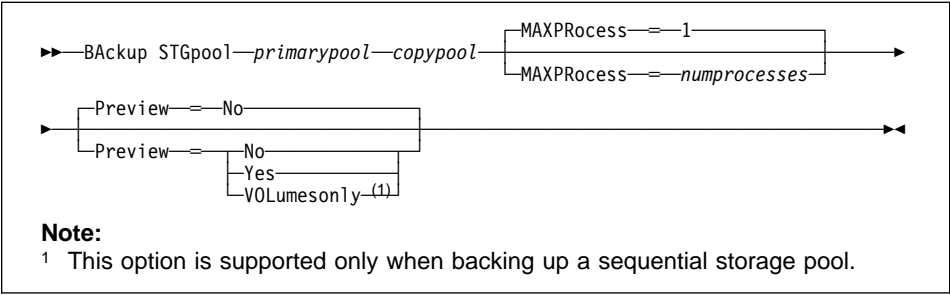 MAXPRocess = 1
BAckup STGpool primarypool copypool
MAXPRocess = numprocesses
Preview = No
Preview = No
Yes
VOLumesonly (1)
Note:
1 This option is supported only when backing up a sequential storage pool.